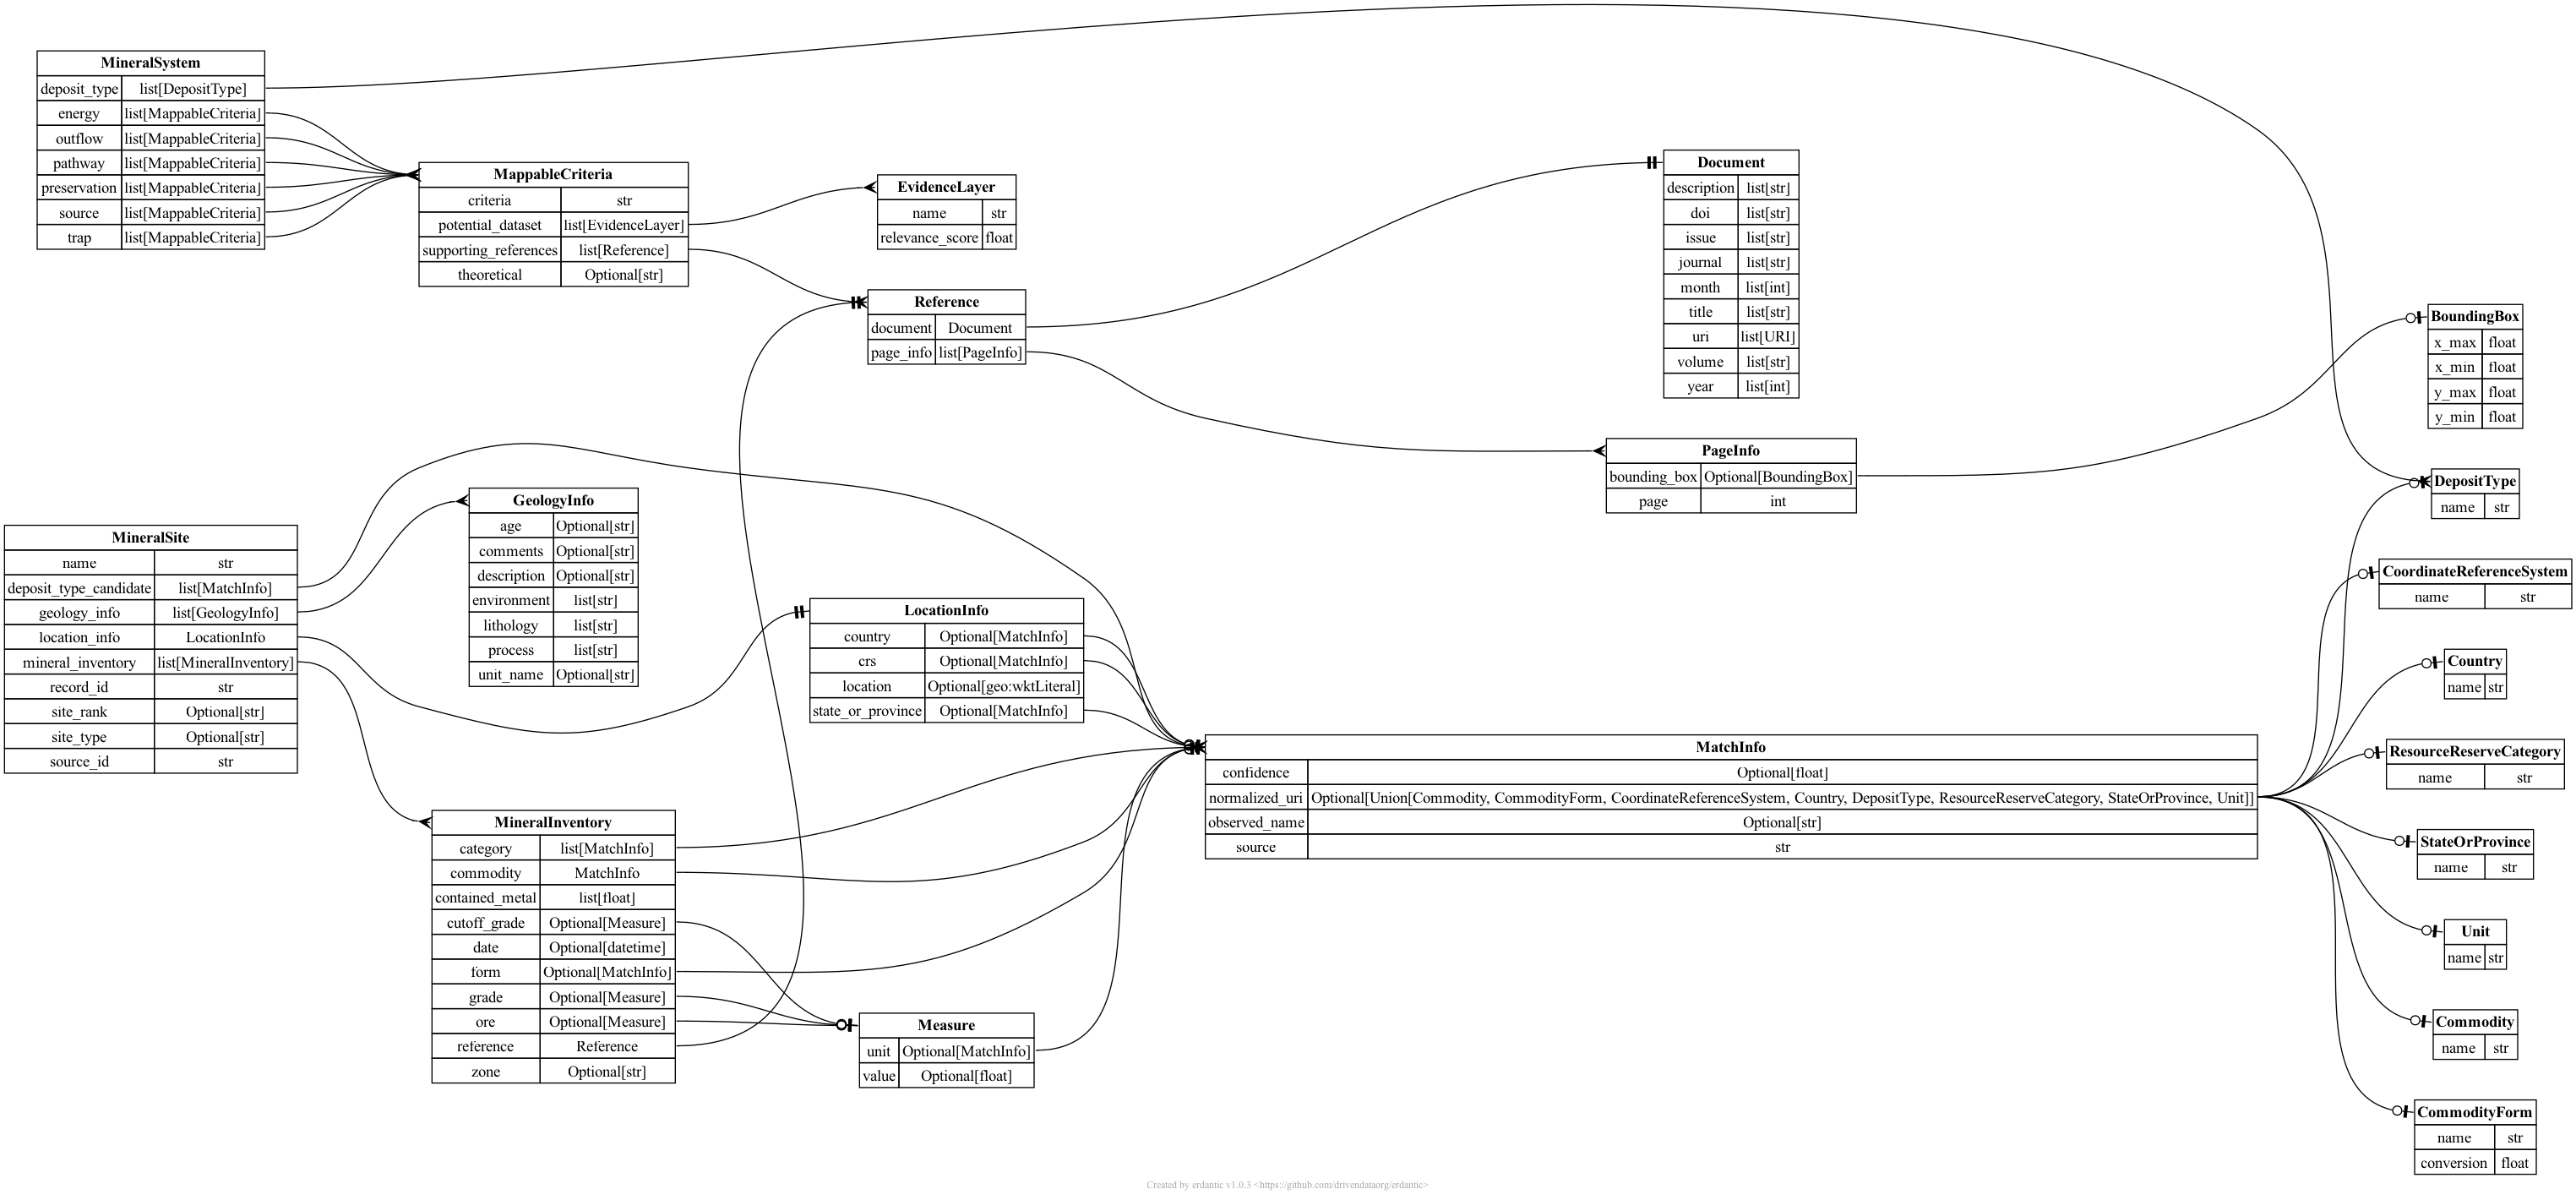 MineralSystem
deposit_type list[DepositType]
energy list[MappableCriteria]
outflow list[MappableCriteria]
pathway list[MappableCriteria]
preservation list[MappableCriteria]
source list[MappableCriteria]
trap list[MappableCriteria]
MappableCriteria
criteria str
potential_dataset list[EvidenceLayer]
supporting_references list[Reference]
theoretical Optional[str]
EvidenceLayer
name str
relevance_score float
Reference
document Document
page_info list[PageInfo]
Document
description list[str]
doi list[str]
issue list[str]
journal list[str]
month list[int]
title list[str]
uri list[URI]
volume list[str]
year list[int]
PageInfo
bounding_box Optional[BoundingBox]
page int
BoundingBox
x_max float
x_min float
y_max float
y_min float
DepositType
name str
MineralSite
name str
deposit_type_candidate list[MatchInfo]
geology_info list[GeologyInfo]
location_info LocationInfo
mineral_inventory list[MineralInventory]
record_id str
site_rank Optional[str]
site_type Optional[str]
source_id str
GeologyInfo
age Optional[str]
comments Optional[str]
description Optional[str]
environment list[str]
lithology list[str]
process list[str]
unit_name Optional[str]
LocationInfo
country Optional[MatchInfo]
crs Optional[MatchInfo]
location Optional[geo:wktLiteral]
state_or_province Optional[MatchInfo]
MineralInventory
category list[MatchInfo]
commodity MatchInfo
contained_metal list[float]
cutoff_grade Optional[Measure]
date Optional[datetime]
form Optional[MatchInfo]
grade Optional[Measure]
ore Optional[Measure]
reference Reference
zone Optional[str]
Measure
unit Optional[MatchInfo]
value Optional[float]
MatchInfo
confidence Optional[float]
normalized_uri Optional[Union[Commodity, CommodityForm, CoordinateReferenceSystem, Country, DepositType, ResourceReserveCategory, StateOrProvince, Unit]]
observed_name Optional[str]
source str
CoordinateReferenceSystem
name str
Country
name str
ResourceReserveCategory
name str
StateOrProvince
name str
Unit
name str
Commodity
name str
CommodityForm
name str
conversion float
Created by erdantic v1.0.3 <https://github.com/drivendataorg/erdantic>